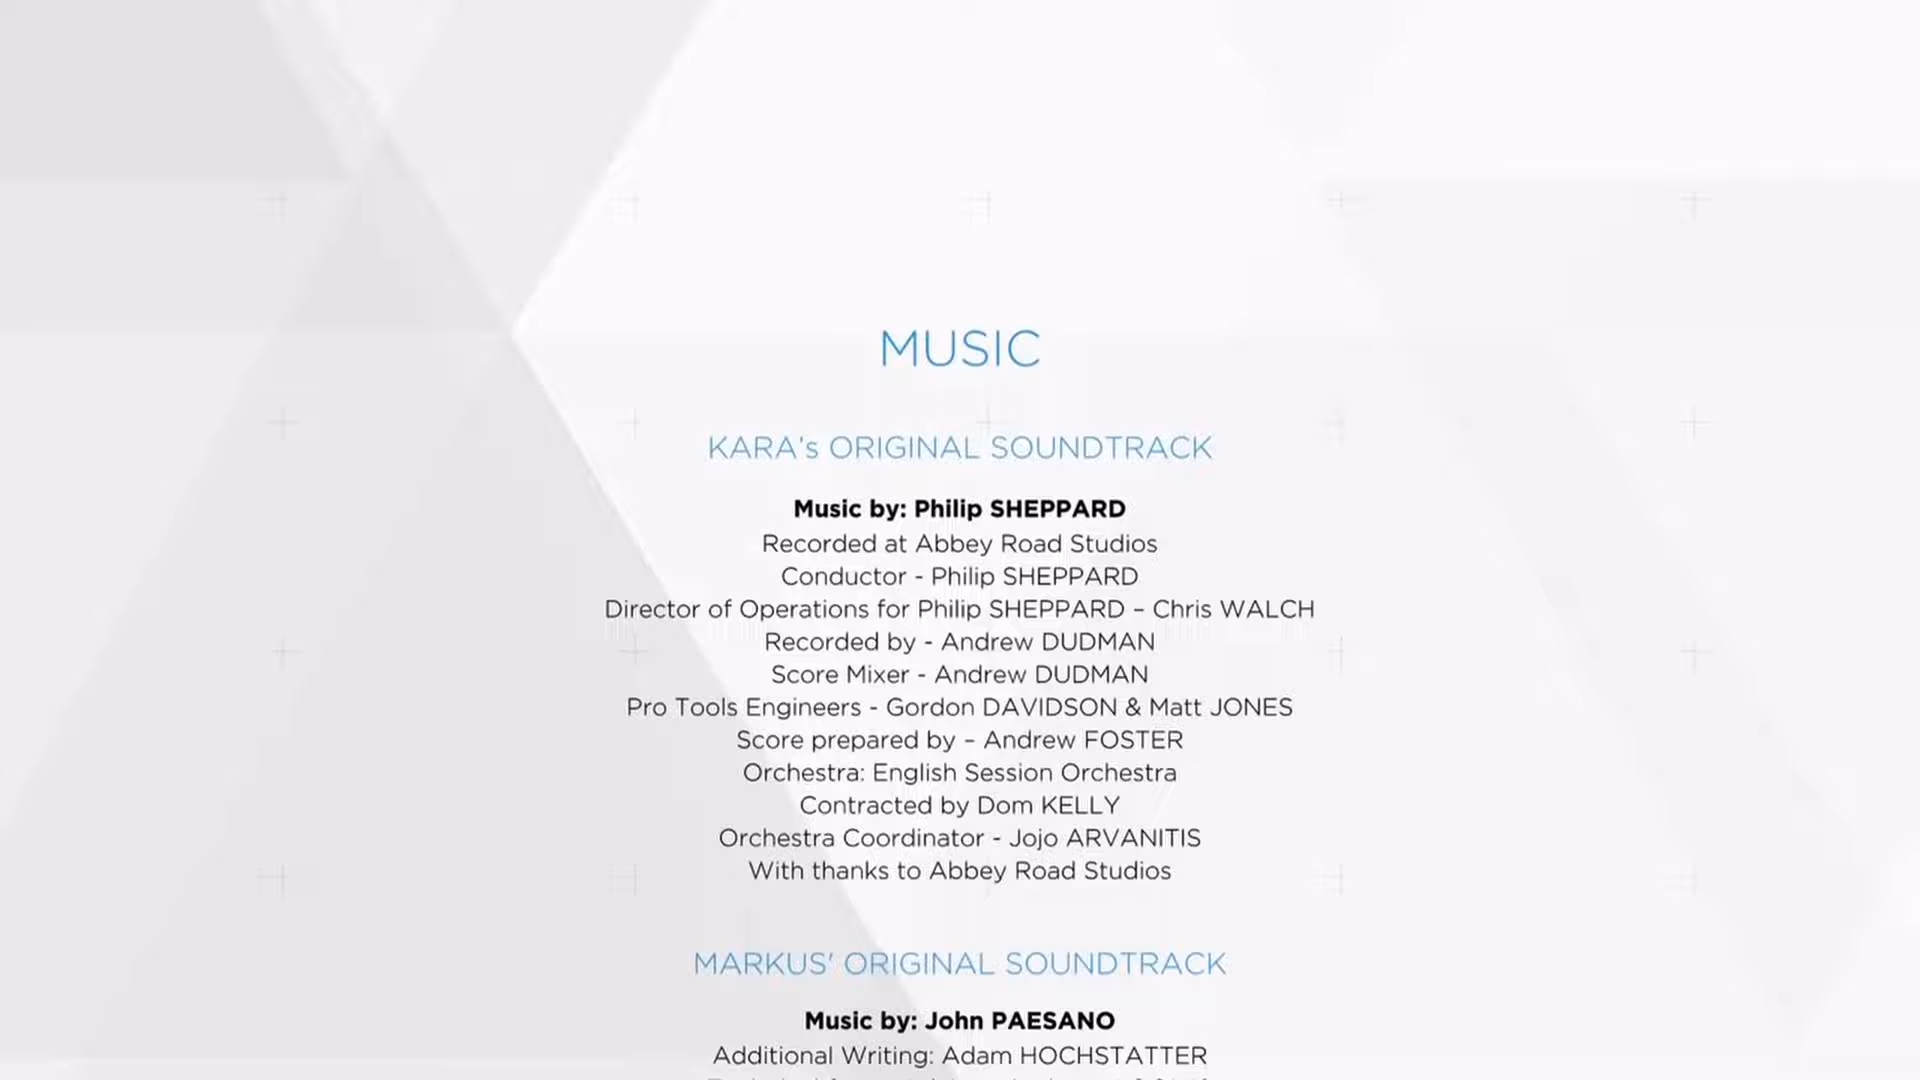 MUSIC
KARA's ORIGINAL SOUNDTRACK
Music by: Philip SHEPPARD
Recorded at Abbey Road Studios
Conductor - Philip SHEPPARD
Director of Operations for Philip SHEPPARD – Chris WALCH
Recorded by - Andrew DUDMAN
Score Mixer - Andrew DUDMAN
Pro Tools Engineers - Gordon DAVIDSON & Matt JONES
Score prepared by – Andrew FOSTER
Orchestra: English Session Orchestra
Contracted by Dom KELLY
Orchestra Coordinator - Jojo ARVANITIS
With thanks to Abbey Road Studios
MARKUS' ORIGINAL SOUNDTRACK
Music by: John PAESANO
Additional Writing: Adam HOCHSTATTER